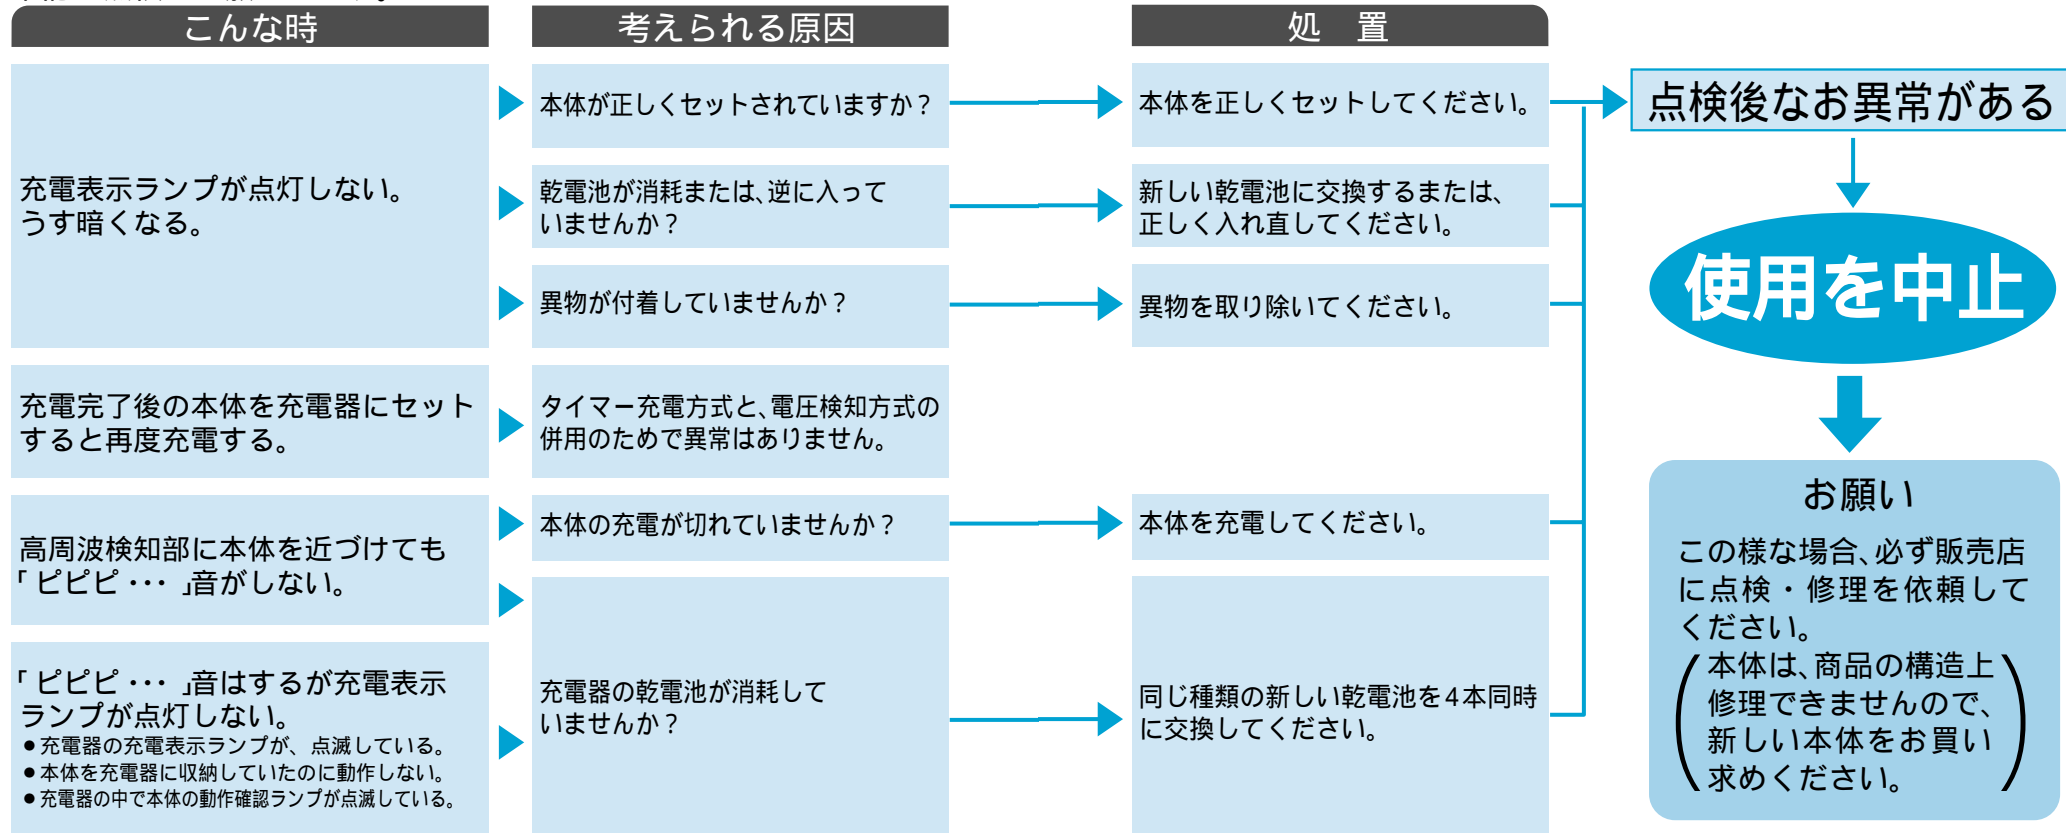 こんな時
考えられる原因
処 置
充電表示ランプが点灯しない。
うす暗くなる。
本体が正しくセットされていますか？
本体を正しくセットしてください。
乾電池が消耗または、逆に入って
いませんか？
新しい乾電池に交換するまたは、
正しく入れ直してください。
異物が付着していませんか？
異物を取り除いてください。
充電完了後の本体を充電器にセット
すると再度充電する。
タイマー充電方式と、電圧検知方式の
併用のためで異常はありません。
高周波検知部に本体を近づけても
「ピピピ・・・」音がしない。
本体の充電が切れていませんか？
本体を充電してください。
「ピピピ・・・」音はするが充電表示
ランプが点灯しない。
●充電器の充電表示ランプが、点滅している。
●本体を充電器に収納していたのに動作しない。
●充電器の中で本体の動作確認ランプが点滅している。
充電器の乾電池が消耗して
いませんか？
同じ種類の新しい乾電池を4本同時
に交換してください。
点検後なお異常がある
使用を中止
お願い
この様な場合、必ず販売店
に点検・修理を依頼して
ください。
(本体は、商品の構造上
修理できませんので、
新しい本体をお買い
求めください。)